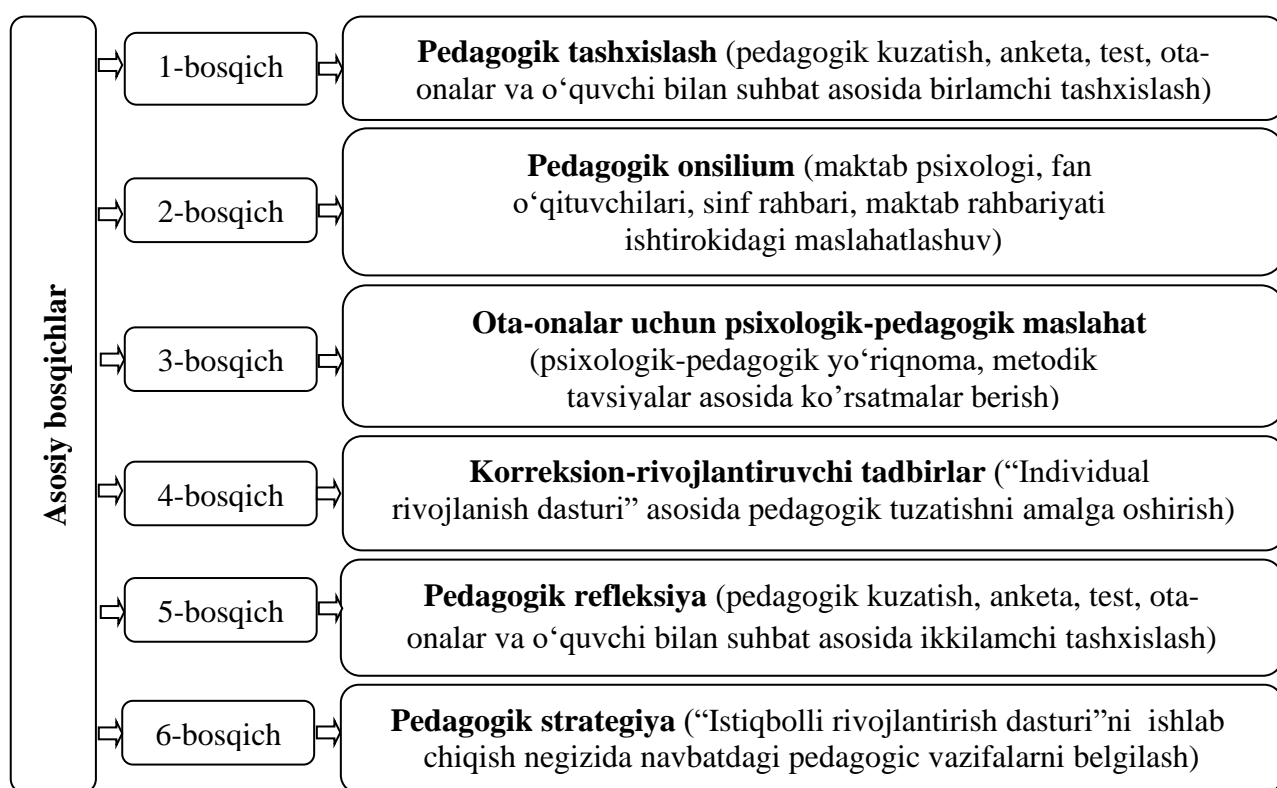 Asosiy bosqichlar
1-bosqich
Pedagogik tashxislash (pedagogik kuzatish, anketa, test, ota-
onalar va o‘quvchi bilan suhbat asosida birlamchi tashxislash)
2-bosqich
Pedagogik onsilium (maktab psixologi, fan
o‘qituvchilari, sinf rahbari, maktab rahbariyati
ishtirokidagi maslahatlashuv)
3-bosqich
Ota-onalar uchun psixologik-pedagogik maslahat
(psixologik-pedagogik yo‘riqnoma, metodik
tavsiyalar asosida ko’rsatmalar berish)
4-bosqich
Korreksion-rivojlantiruvchi tadbirlar (“Individual
rivojlanish dasturi” asosida pedagogik tuzatishni amalga oshirish)
5-bosqich
Pedagogik refleksiya (pedagogik kuzatish, anketa, test, ota-
onalar va o‘quvchi bilan suhbat asosida ikkilamchi tashxislash)
6-bosqich
Pedagogik strategiya (“Istiqbolli rivojlantirish dasturi”ni ishlab
chiqish negizida navbatdagi pedagogic vazifalarni belgilash)